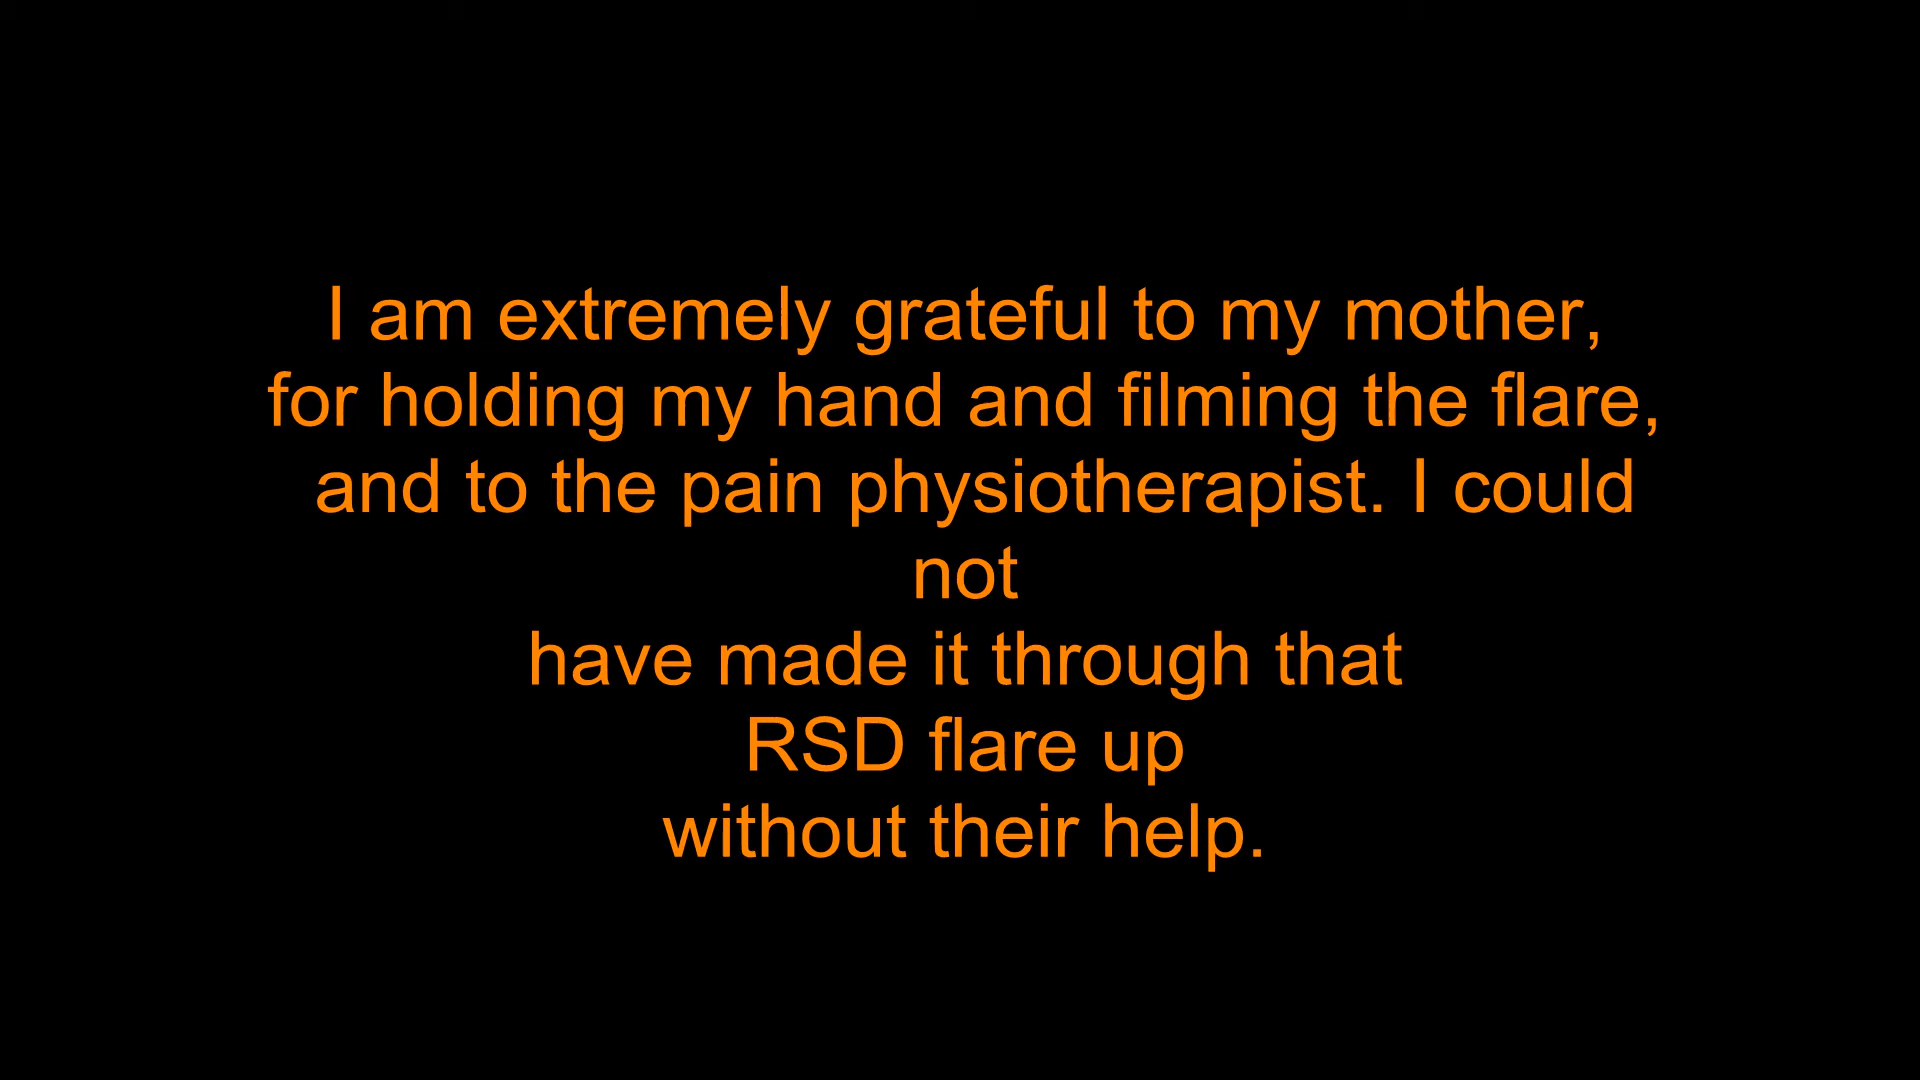 I am extremely grateful to my mother,
for holding my hand and filming the flare,
and to the pain physiotherapist. I could
not
have made it through that
RSD flare up
without their help.